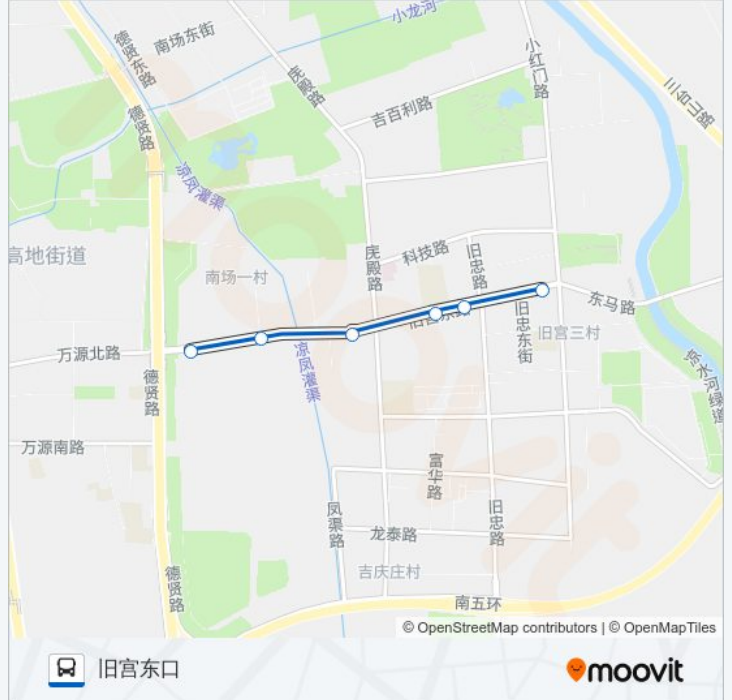 小龙河
德贤东路
南场东街
庑殿路
小红门路
三台山路
吉百利路
德贤路
凉凤灌渠
高地街道
科技路
旧忠路
庑殿路
南场一村
东马路
旧忠东街
旧宫三村
万源北路
凉凤灌渠
凉水河绿道
德贤路
万源南路
富华路
凤渠路
旧忠路
龙泰路
吉庆庄村
德贤路
南五环
© OpenStreetMap contributors | © OpenMapTiles
旧宫东口
moovit